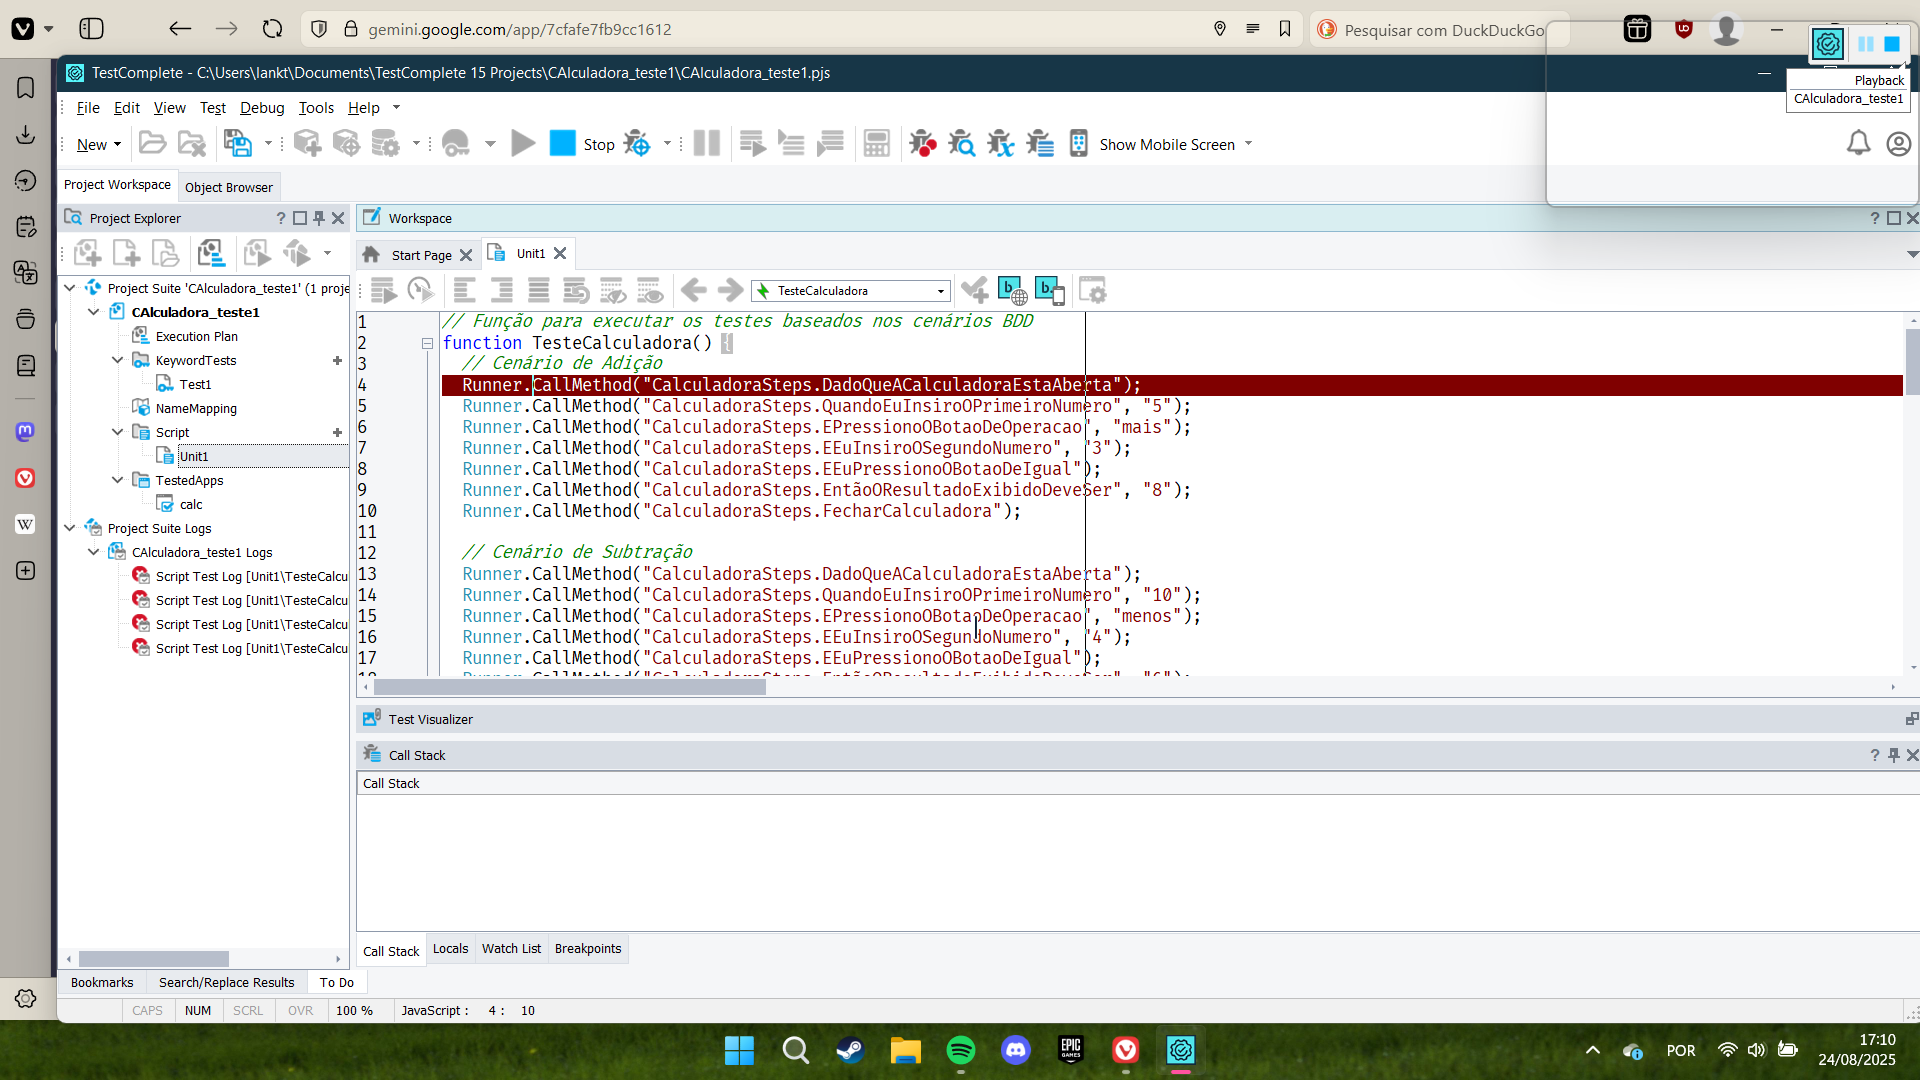 gemini.google.com/app/7cfafe7fb9cc1612
Pesquisar com DuckDuckGo
TestComplete - C:\Users\lankt\Documents\TestComplete 15 Projects\CAlculadora_teste1\CAlculadora_teste1.pjs
Playback
CAlculadora_teste1
File Edit View Test Debug Tools Help
New Stop Show Mobile Screen
Project Workspace Object Browser
Project Explorer
Workspace
Start Page Unit1
TesteCalculadora
Project Suite 'CAlculadora_teste1' (1 proje
CAlculadora_teste1
Execution Plan
KeywordTests
Test1
NameMapping
Script
Unit1
TestedApps
calc
Project Suite Logs
CAlculadora_teste1 Logs
Script Test Log [Unit1\TesteCalcu
Script Test Log [Unit1\TesteCalcu
Script Test Log [Unit1\TesteCalcu
Script Test Log [Unit1\TesteCalcu
1 // Função para executar os testes baseados nos cenários BDD
2 function TesteCalculadora() {
3 // Cenário de Adição
4 Runner.CallMethod("CalculadoraSteps.DadoQueACalculadoraEstaAberta");
5 Runner.CallMethod("CalculadoraSteps.QuandoEuInsiroOPrimeiroNumero", "5");
6 Runner.CallMethod("CalculadoraSteps.EPressionoOBotaoDeOperacao", "mais");
7 Runner.CallMethod("CalculadoraSteps.EEuInsiroOSegundoNumero", "3");
8 Runner.CallMethod("CalculadoraSteps.EEuPressionoOBotaoDeIgual");
9 Runner.CallMethod("CalculadoraSteps.EntãoOResultadoExibidoDeveSer", "8");
10 Runner.CallMethod("CalculadoraSteps.FecharCalculadora");
11
12 // Cenário de Subtração
13 Runner.CallMethod("CalculadoraSteps.DadoQueACalculadoraEstaAberta");
14 Runner.CallMethod("CalculadoraSteps.QuandoEuInsiroOPrimeiroNumero", "10");
15 Runner.CallMethod("CalculadoraSteps.EPressionoOBotaoDeOperacao", "menos");
16 Runner.CallMethod("CalculadoraSteps.EEuInsiroOSegundoNumero", "4");
17 Runner.CallMethod("CalculadoraSteps.EEuPressionoOBotaoDeIgual");
18 Runner.CallMethod("CalculadoraSteps.EntãoOResultadoExibidoDeveSer", "6");
Test Visualizer
Call Stack
Call Stack
Call Stack Locals Watch List Breakpoints
Bookmarks Search/Replace Results To Do
CAPS NUM SCRL OVR 100 % JavaScript : 4 : 10
EPIC GAMES
POR
17:10
24/08/2025